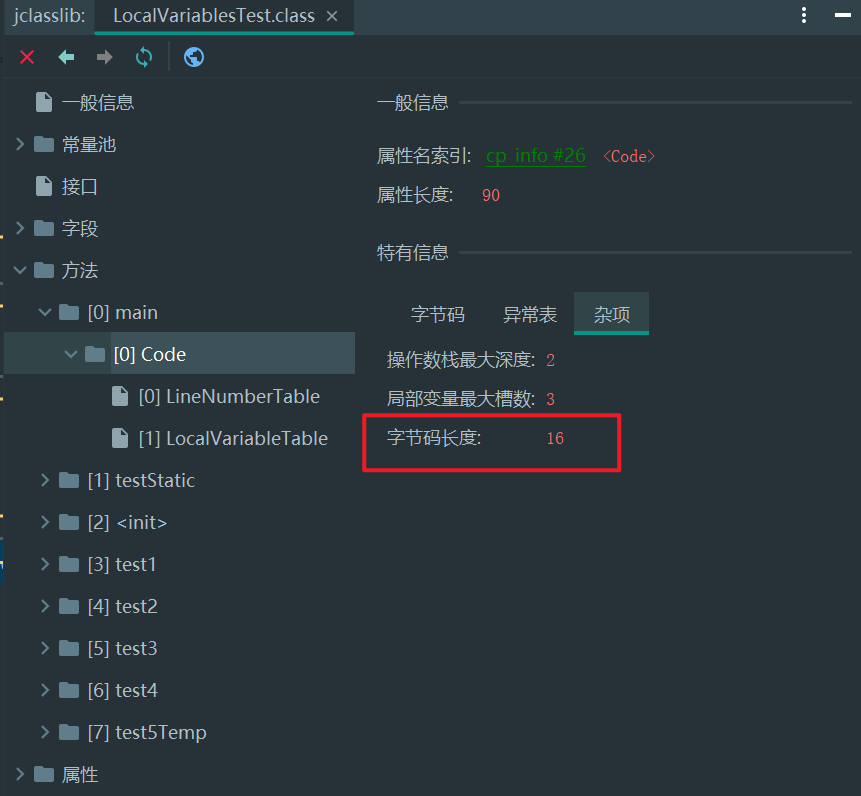 jclasslib: LocalVariablesTest.class
一般信息
常量池
接口
字段
方法
[0] main
[0] Code
[0] LineNumberTable
[1] LocalVariableTable
[1] testStatic
[2] <init>
[3] test1
[4] test2
[5] test3
[6] test4
[7] test5Temp
属性
一般信息
属性名索引: cp_info #26 <Code>
属性长度: 90
特有信息
字节码 异常表 杂项
操作数栈最大深度: 2
局部变量最大槽数: 3
字节码长度: 16